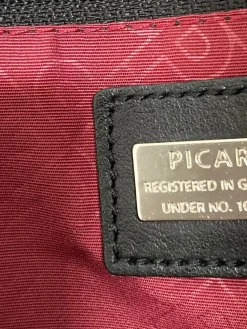 PICAR
REGISTERED IN G
UNDER NO. 10